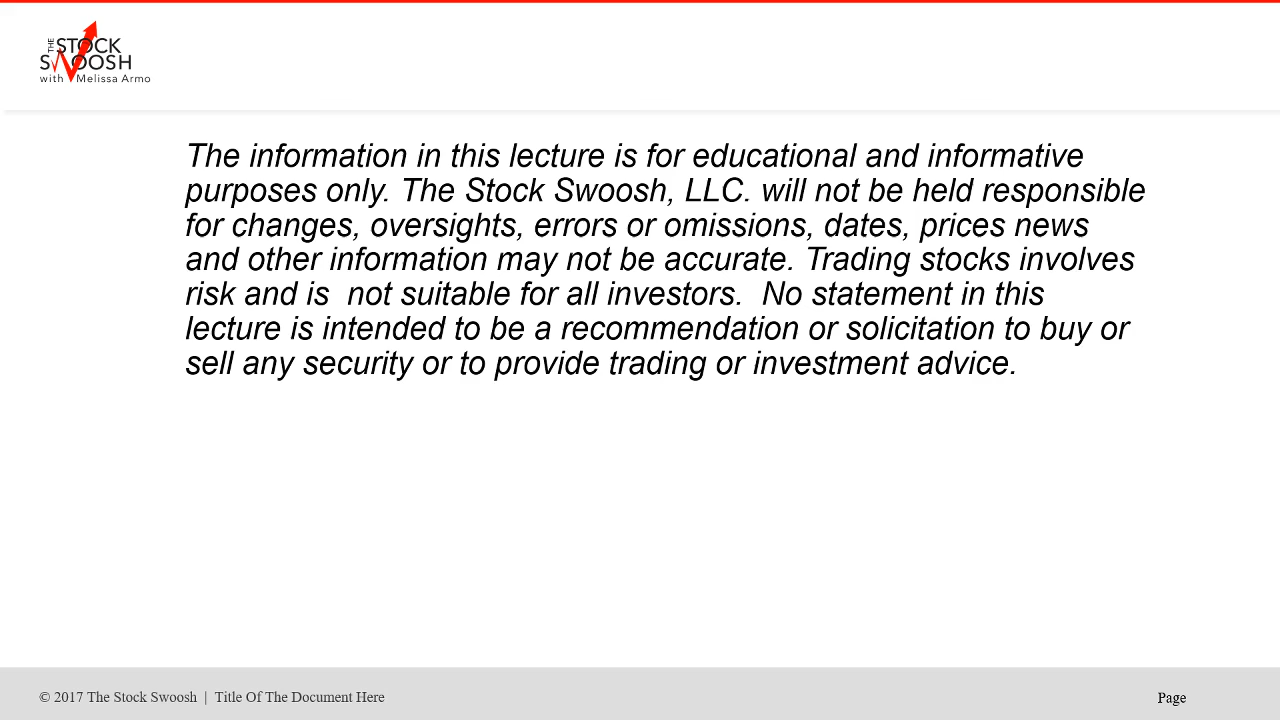 THE STOCK
SWOOSH
with Melissa Armo
The information in this lecture is for educational and informative
purposes only. The Stock Swoosh, LLC. will not be held responsible
for changes, oversights, errors or omissions, dates, prices news
and other information may not be accurate. Trading stocks involves
risk and is  not suitable for all investors.  No statement in this
lecture is intended to be a recommendation or solicitation to buy or
sell any security or to provide trading or investment advice.
© 2017 The Stock Swoosh | Title Of The Document Here
Page